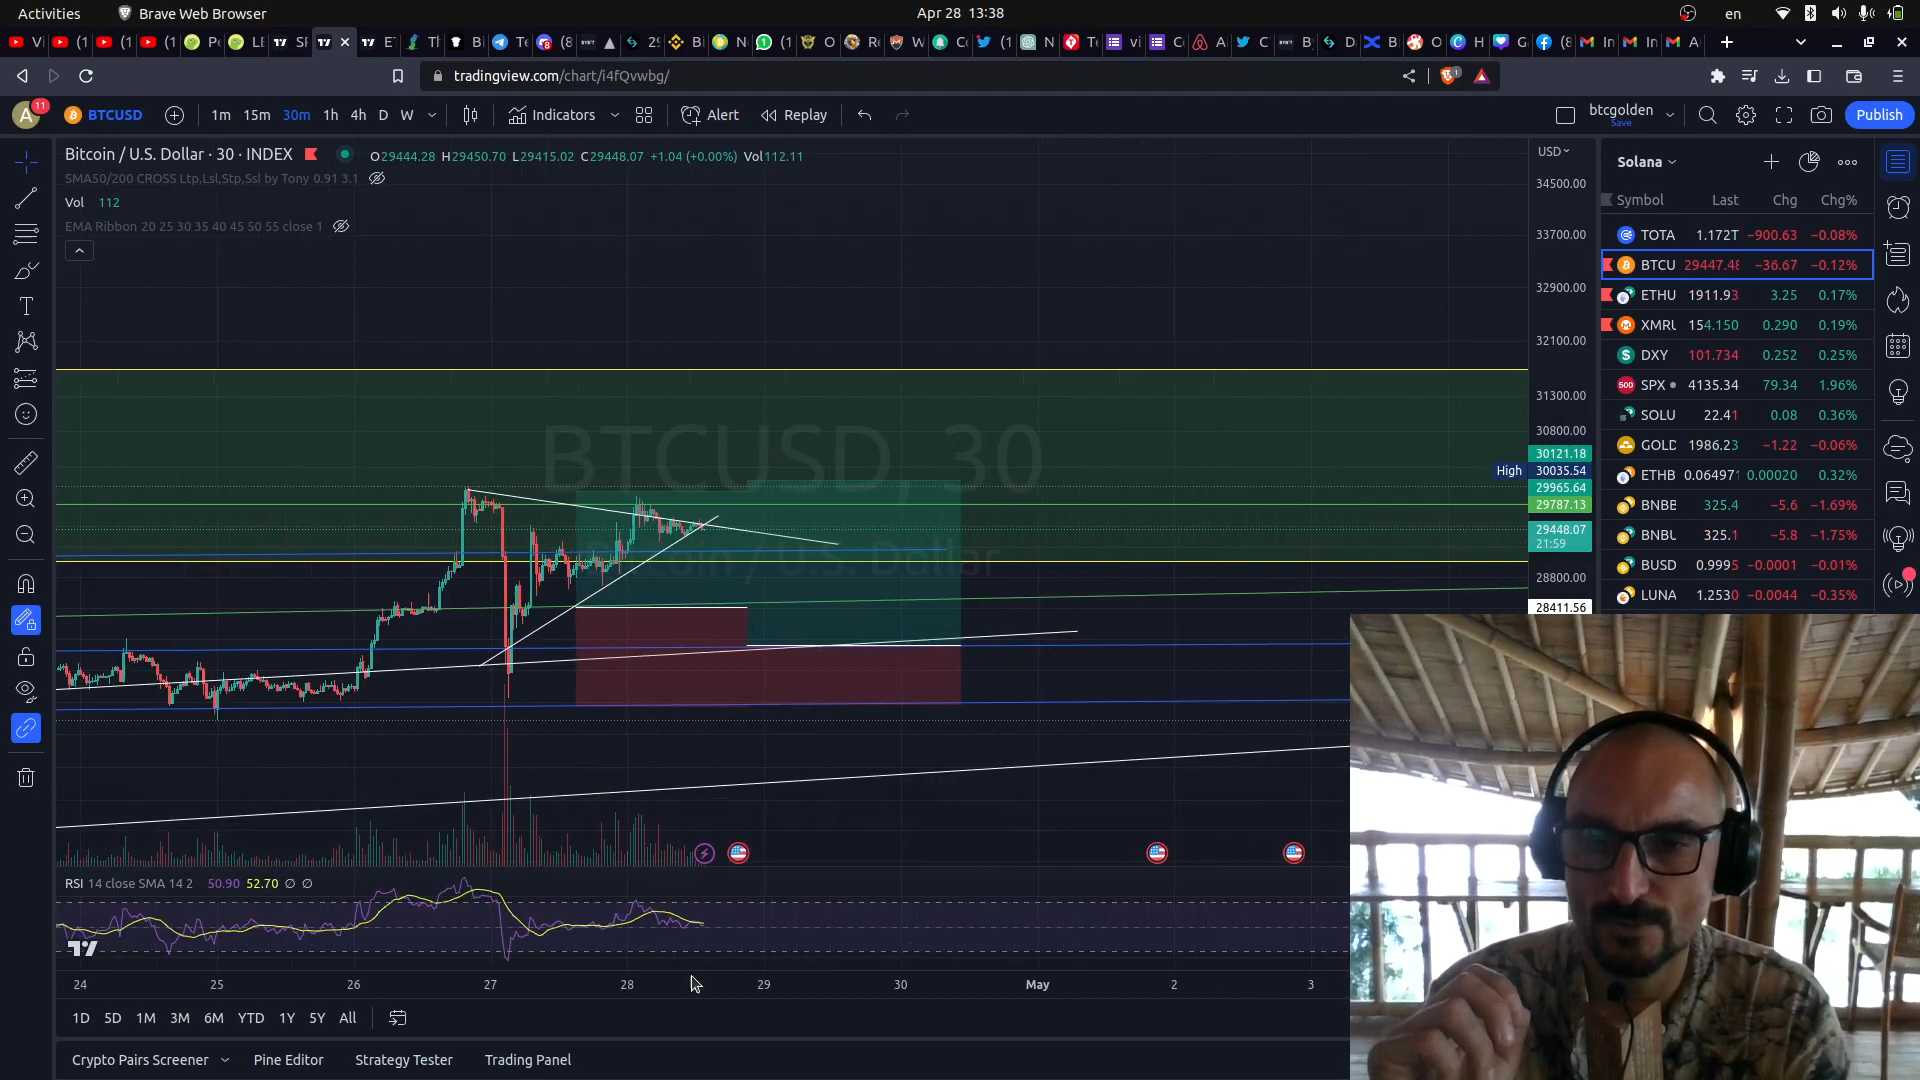 Activities
Brave Web Browser
Apr 28 13:38
en
tradingview.com/chart/i4fQvwbg/
A
11
BTCUSD
1m 15m 30m 1h 4h D W
Indicators
Alert
Replay
btcgolden
Save
Publish
Bitcoin / U.S. Dollar · 30 · INDEX
O29444.28 H29450.70 L29415.02 C29448.07 +1.04 (+0.00%) Vol112.11
SMA50/200 CROSS Ltp,Lsl,Stp,Ssl by Tony 0.91 3.1
Vol 112
EMA Ribbon 20 25 30 35 40 45 50 55 close 1
BTCUSD, 30
Bitcoin / U.S. Dollar
USD
34500.00
33700.00
32900.00
32100.00
31300.00
30800.00
30121.18
High 30035.54
29965.64
29787.13
29448.07
21:59
28800.00
28411.56
Solana
Symbol Last Chg Chg%
TOTA 1.172T −900.63 −0.08%
BTCU 29447.48 −36.67 −0.12%
ETHU 1911.93 3.25 0.17%
XMRU 154.150 0.290 0.19%
DXY 101.734 0.252 0.25%
500 SPX 4135.34 79.34 1.96%
SOLU 22.41 0.08 0.36%
GOLD 1986.23 −1.22 −0.06%
ETHB 0.064971 0.00020 0.32%
BNBB 325.4 −5.6 −1.69%
BNBU 325.1 −5.8 −1.75%
BUSD 0.9995 −0.0001 −0.01%
LUNA 1.2530 −0.0044 −0.35%
RSI 14 close SMA 14 2 50.90 52.70 ∅ ∅
24 25 26 27 28 29 30 May 2 3
1D 5D 1M 3M 6M YTD 1Y 5Y All
Crypto Pairs Screener
Pine Editor
Strategy Tester
Trading Panel